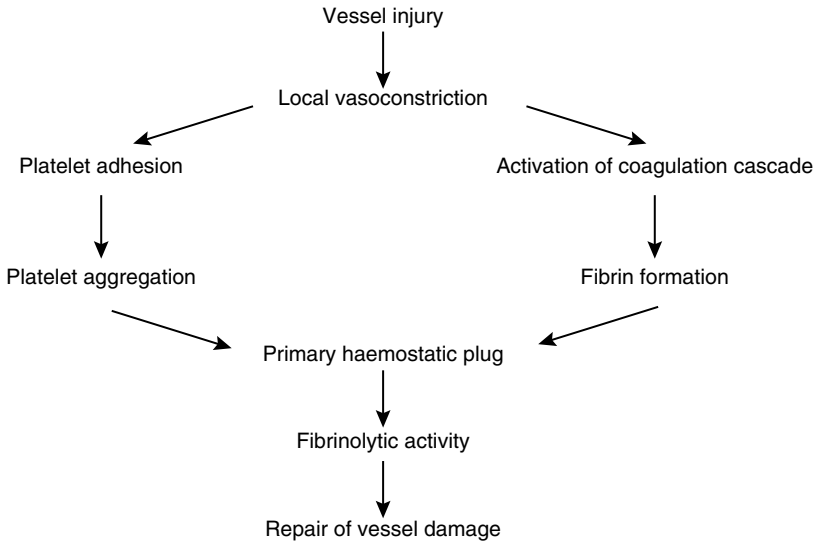 Vessel injury
Local vasoconstriction
Platelet adhesion
Activation of coagulation cascade
Platelet aggregation
Fibrin formation
Primary haemostatic plug
Fibrinolytic activity
Repair of vessel damage